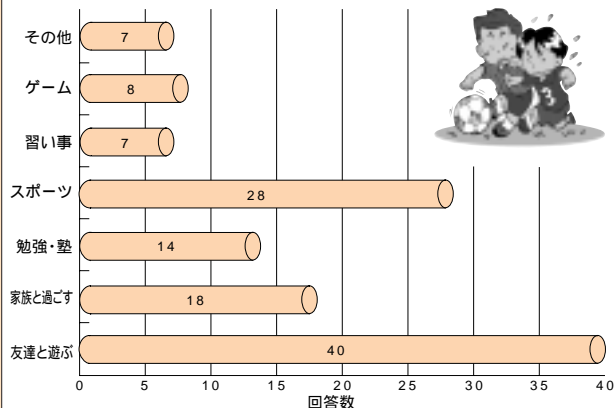 その他 7
ゲーム 8
習い事 7
スポーツ 28
勉強・塾 14
家族と過ごす 18
友達と遊ぶ 40
0 5 10 15 20 25 30 35 40
回答数
3